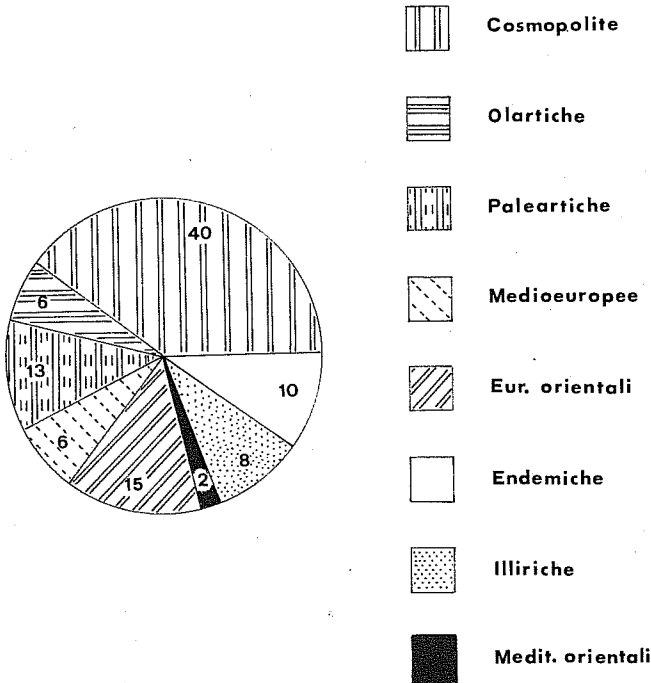 Cosmopolite
Olartiche
Paleartiche
Medioeuropee
Eur. orientali
Endemiche
Illiriche
Medit. orientali
40
6
13
10
6
8
15
2